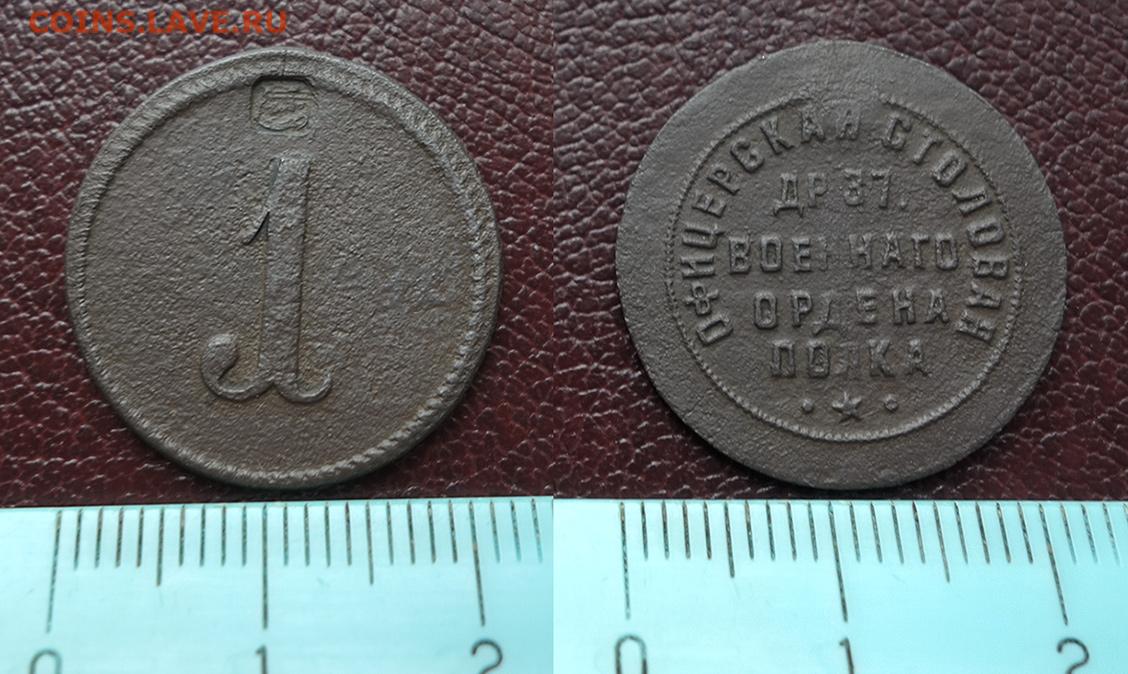 COINS.LAVE.RU
1
ОФИЦЕРСКАЯ СТОЛОВАЯ
ДР 37.
ВОЕННАГО
ОРДЕНА
ПОЛКА
0 1 2
0 1 2